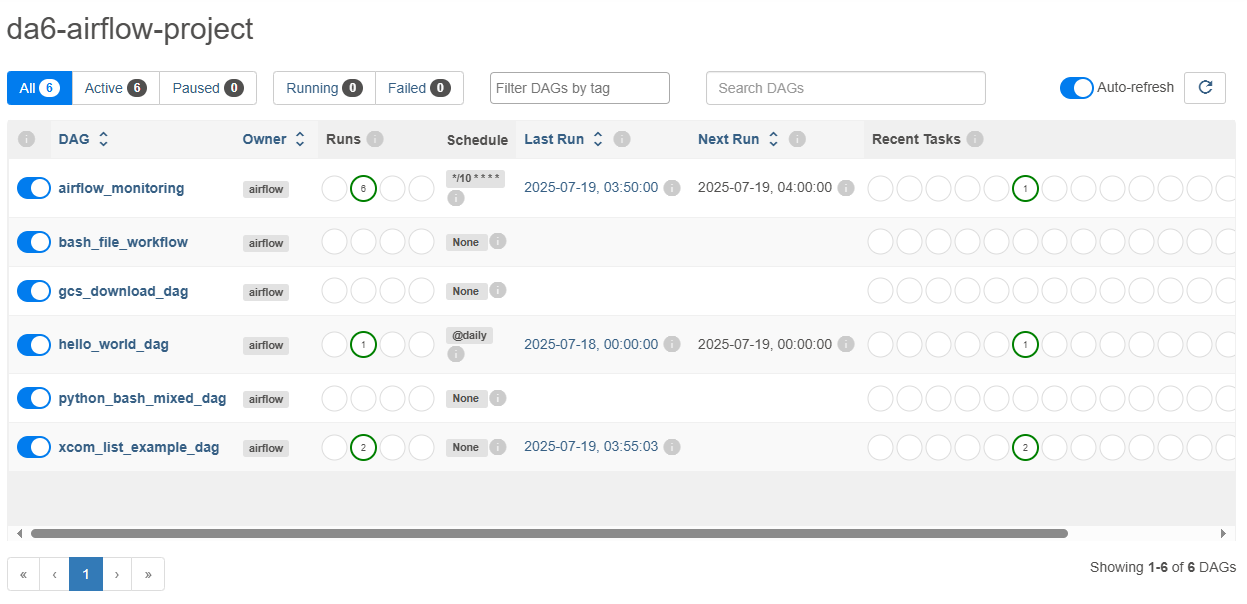 da6-airflow-project
All 6 Active 6 Paused 0 Running 0 Failed 0 Filter DAGs by tag Search DAGs Auto-refresh
DAG Owner Runs Schedule Last Run Next Run Recent Tasks
airflow_monitoring airflow 6 */10 * * * * 2025-07-19, 03:50:00 2025-07-19, 04:00:00 1
bash_file_workflow airflow None
gcs_download_dag airflow None
hello_world_dag airflow 1 @daily 2025-07-18, 00:00:00 2025-07-19, 00:00:00 1
python_bash_mixed_dag airflow None
xcom_list_example_dag airflow 2 None 2025-07-19, 03:55:03 2
« ‹ 1 › »
Showing 1-6 of 6 DAGs